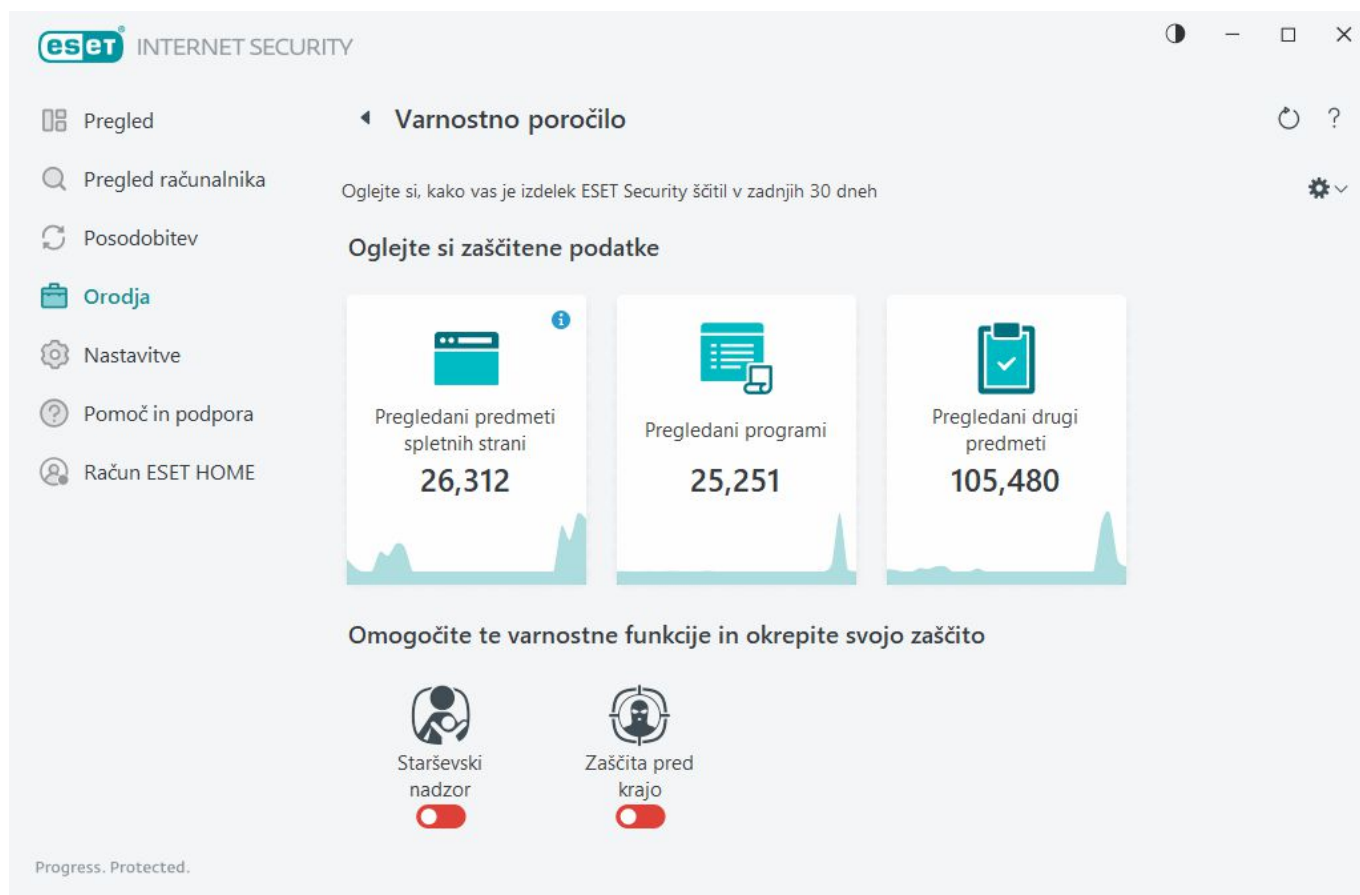 eset® INTERNET SECURITY
Pregled
Pregled računalnika
Posodobitev
Orodja
Nastavitve
Pomoč in podpora
Račun ESET HOME
Varnostno poročilo
?
Oglejte si, kako vas je izdelek ESET Security ščitil v zadnjih 30 dneh
Oglejte si zaščitene podatke
Pregledani predmeti
spletnih strani
26,312
Pregledani programi
25,251
Pregledani drugi
predmeti
105,480
Omogočite te varnostne funkcije in okrepite svojo zaščito
Starševski
nadzor
Zaščita pred
krajo
Progress. Protected.